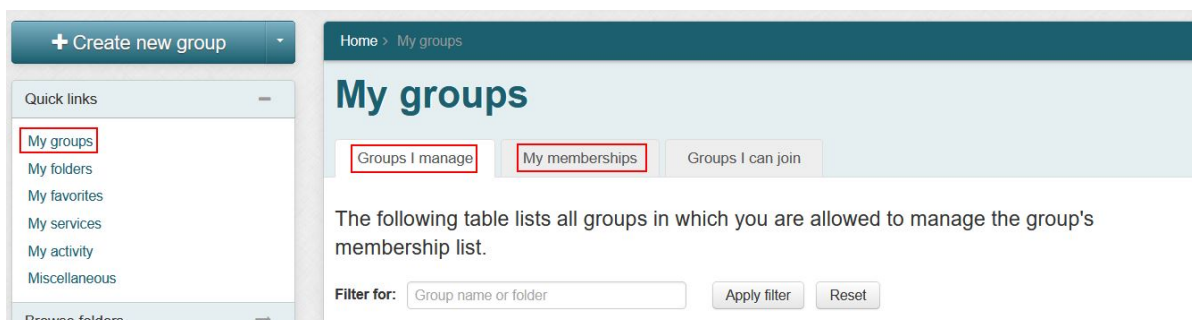 + Create new group
Quick links
My groups
My folders
My favorites
My services
My activity
Miscellaneous
Browse folders
Home > My groups
My groups
Groups I manage
My memberships
Groups I can join
The following table lists all groups in which you are allowed to manage the group's
membership list.
Filter for:
Group name or folder
Apply filter
Reset